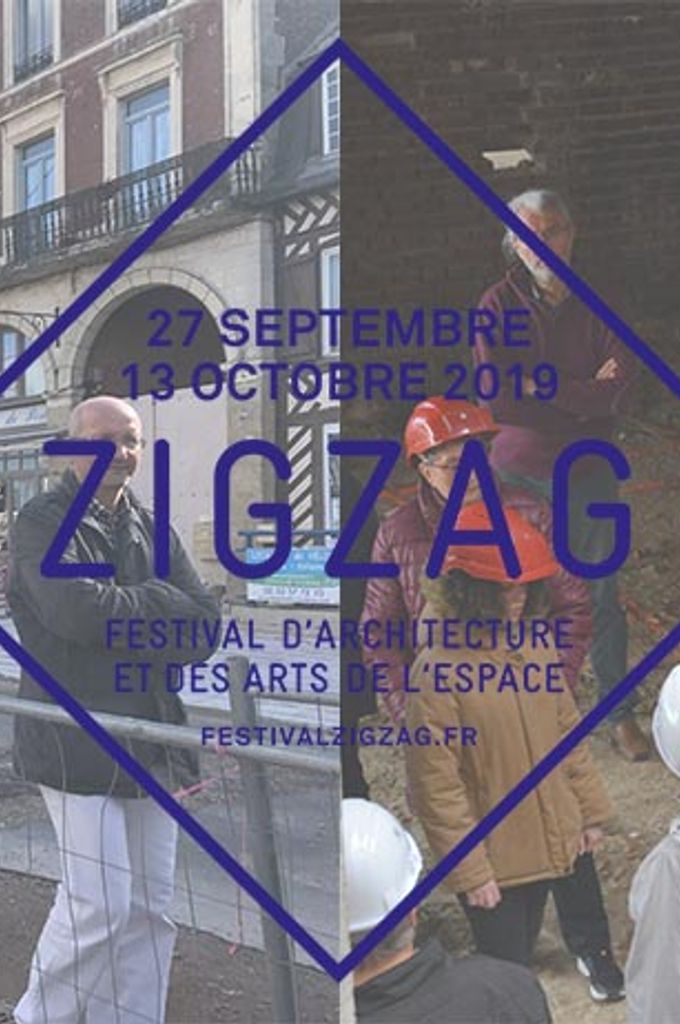 27 SEPTEMBRE
13 OCTOBRE 2019
ZIGZAG
FESTIVAL D'ARCHITECTURE
ET DES ARTS DE L'ESPACE
FESTIVALZIGZAG.FR